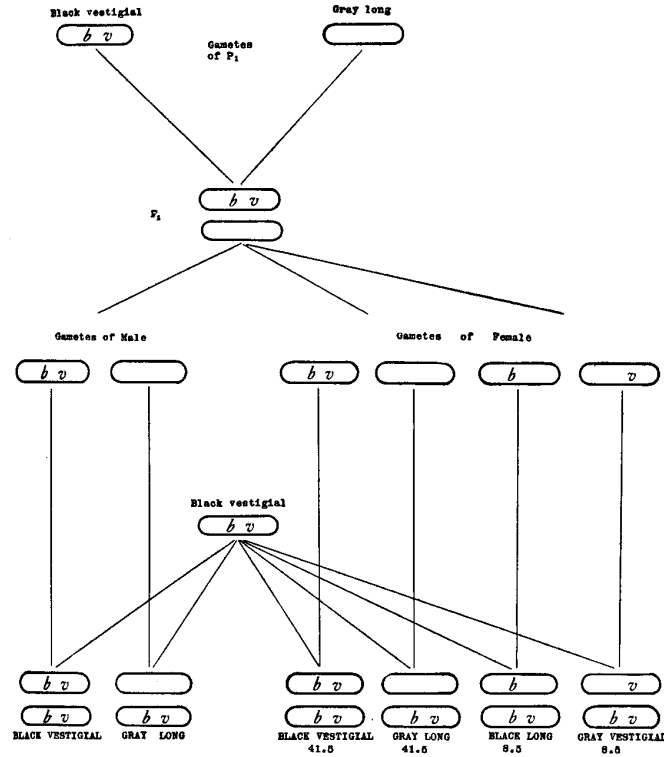 Black vestigial
Gray long
b v
Gametes
of P₁
b v
F₁
Gametes of Male
Gametes of Female
b v
b v
b
v
Black vestigial
b v
b v
b v
b
v
b v
b v
b v
b v
b v
b v
BLACK VESTIGIAL
GRAY LONG
BLACK VESTIGIAL
GRAY LONG
BLACK LONG
GRAY VESTIGIAL
41.5
41.5
8.5
8.5